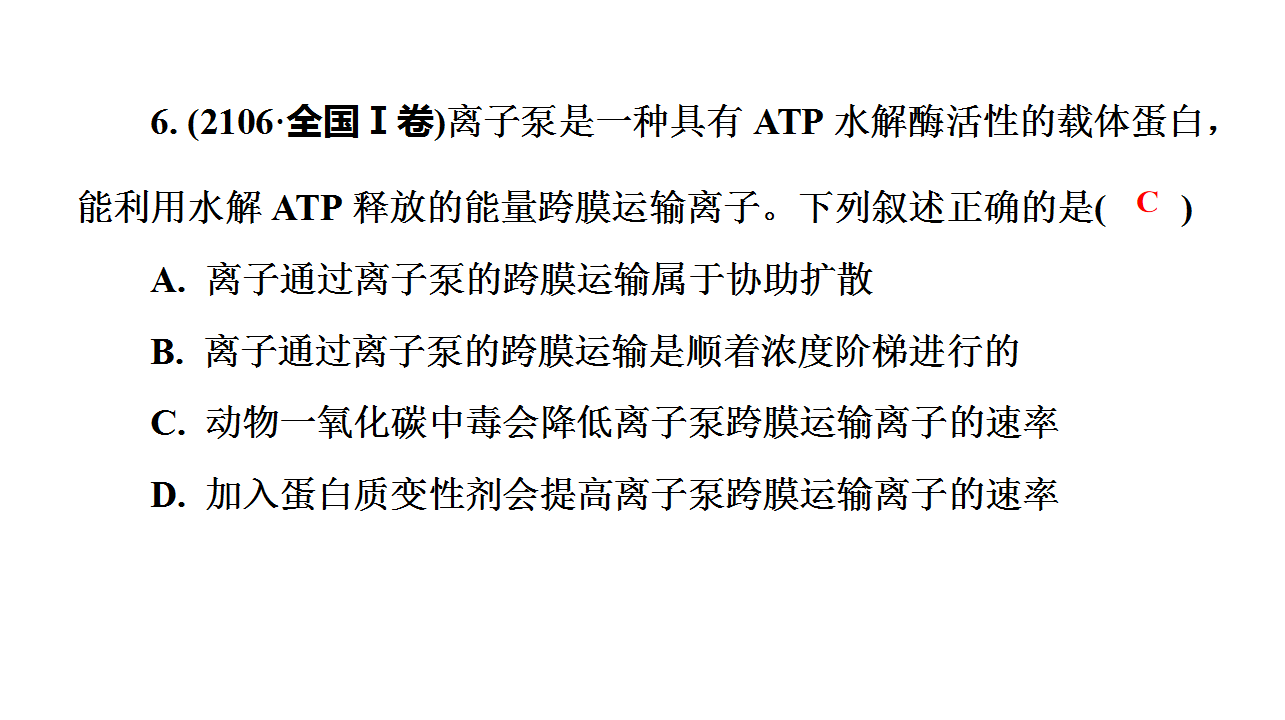 6. (2106·全国Ⅰ卷)离子泵是一种具有 ATP 水解酶活性的载体蛋白，
能利用水解 ATP 释放的能量跨膜运输离子。下列叙述正确的是( C )
A. 离子通过离子泵的跨膜运输属于协助扩散
B. 离子通过离子泵的跨膜运输是顺着浓度阶梯进行的
C. 动物一氧化碳中毒会降低离子泵跨膜运输离子的速率
D. 加入蛋白质变性剂会提高离子泵跨膜运输离子的速率